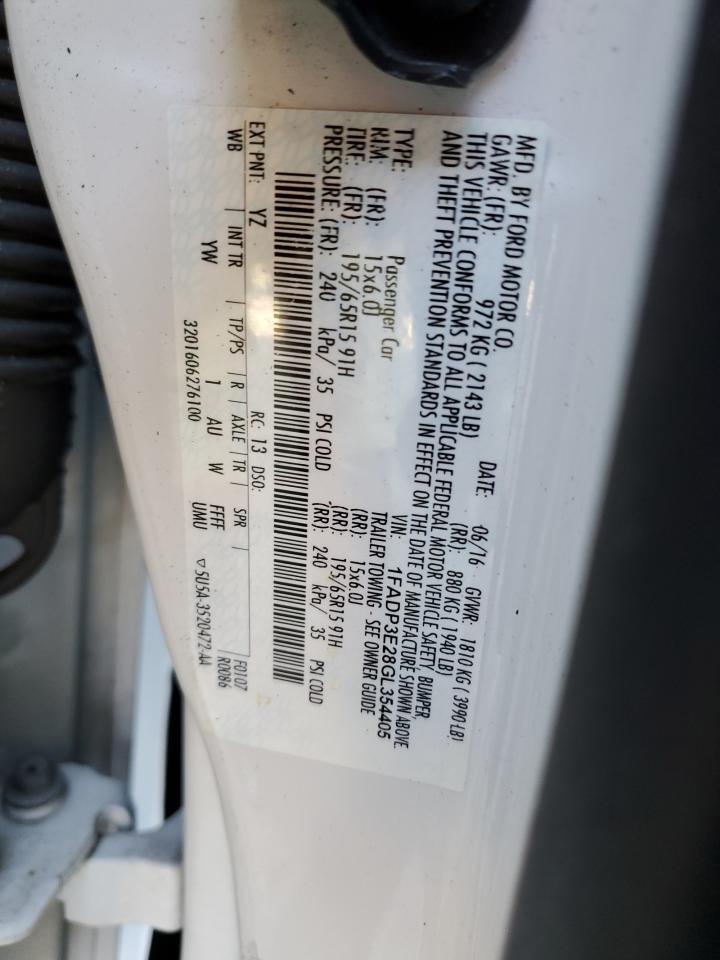 MFD. BY FORD MOTOR CO.
DATE: 06/16 GVWR: 1810 KG ( 3990 LB)
GAWR: (FR): 972 KG ( 2143 LB) (RR): 880 KG ( 1940 LB)
THIS VEHICLE CONFORMS TO ALL APPLICABLE FEDERAL MOTOR VEHICLE SAFETY, BUMPER,
AND THEFT PREVENTION STANDARDS IN EFFECT ON THE DATE OF MANUFACTURE SHOWN ABOVE.
VIN: 1FADP3E28GL354405
TYPE: Passenger Car TRAILER TOWING - SEE OWNER GUIDE
RIM: (FR): 15x6.0J (RR): 15x6.0J
TIRE: (FR): 195/65R15 91H (RR): 195/65R15 91H
PRESSURE: (FR): 240 kPa/ 35 PSI COLD (RR): 240 kPa/ 35 PSI COLD
EXT PNT: YZ RC: 13 DSO: F0107
WB INT TR TP/PS R AXLE TR SPR R0086
YW 1 AU W FFFF
3201606276100 UMU ▽5U5A-3520472-AA